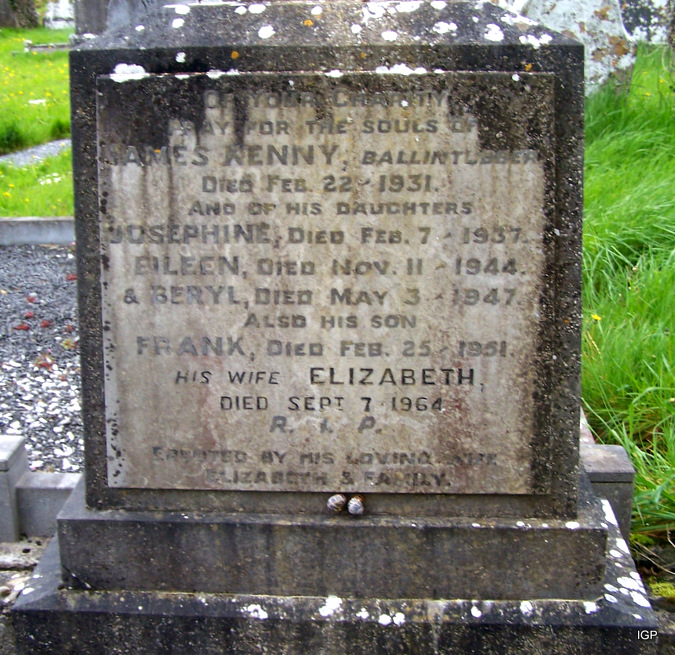 OF YOUR CHARITY
PRAY FOR THE SOULS OF
JAMES KENNY, BALLINTUBBER
DIED FEB. 22 - 1931.
AND OF HIS DAUGHTERS
JOSEPHINE, DIED FEB. 7 - 1937.
EILEEN, DIED NOV. 11 - 1944.
& BERYL, DIED MAY 3 - 1947.
ALSO HIS SON
FRANK, DIED FEB. 25 - 1951.
HIS WIFE ELIZABETH,
DIED SEPT 7 - 1964
R. I. P.
ERECTED BY HIS LOVING WIFE
ELIZABETH & FAMILY.
IGP